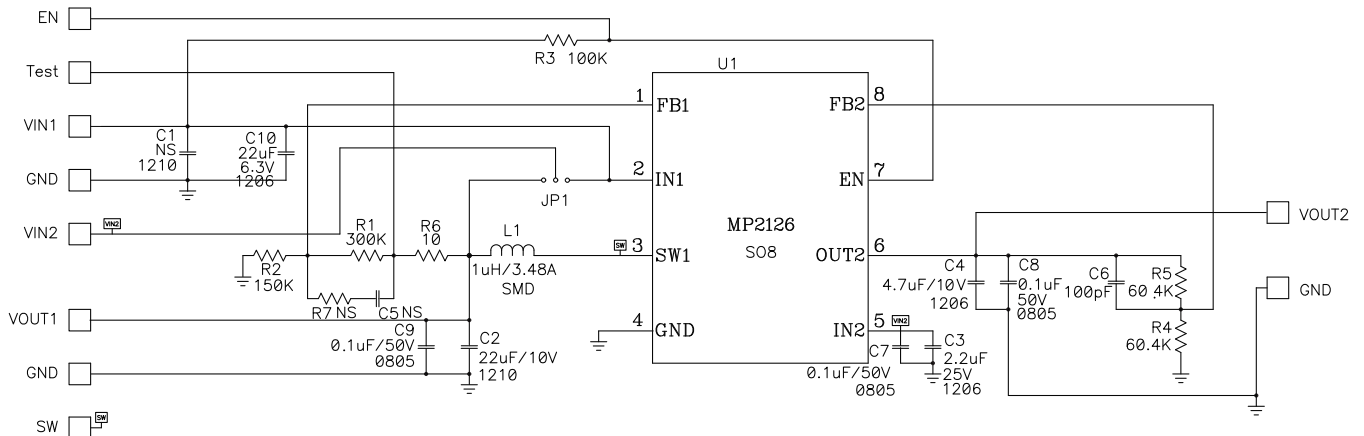 EN
R3 100K
Test
U1
1 FB1
FB2 8
VIN1
C1
NS
1210
C10
22uF
6.3V
1206
GND
2 IN1
EN 7
JP1
VIN2
VIN2
MP2126
SO8
VOUT2
R1
300K
R6
10
L1
1uH/3.48A
SMD
SW
3 SW1
OUT2 6
R2
150K
R7 NS
C5 NS
C4
4.7uF/10V
1206
C8
0.1uF
50V
0805
C6
100pF
R5
60.4K
GND
VOUT1
C9
0.1uF/50V
0805
C2
22uF/10V
1210
4 GND
IN2 5
VIN2
C7
0.1uF/50V
0805
C3
2.2uF
25V
1206
R4
60.4K
GND
SW
SW